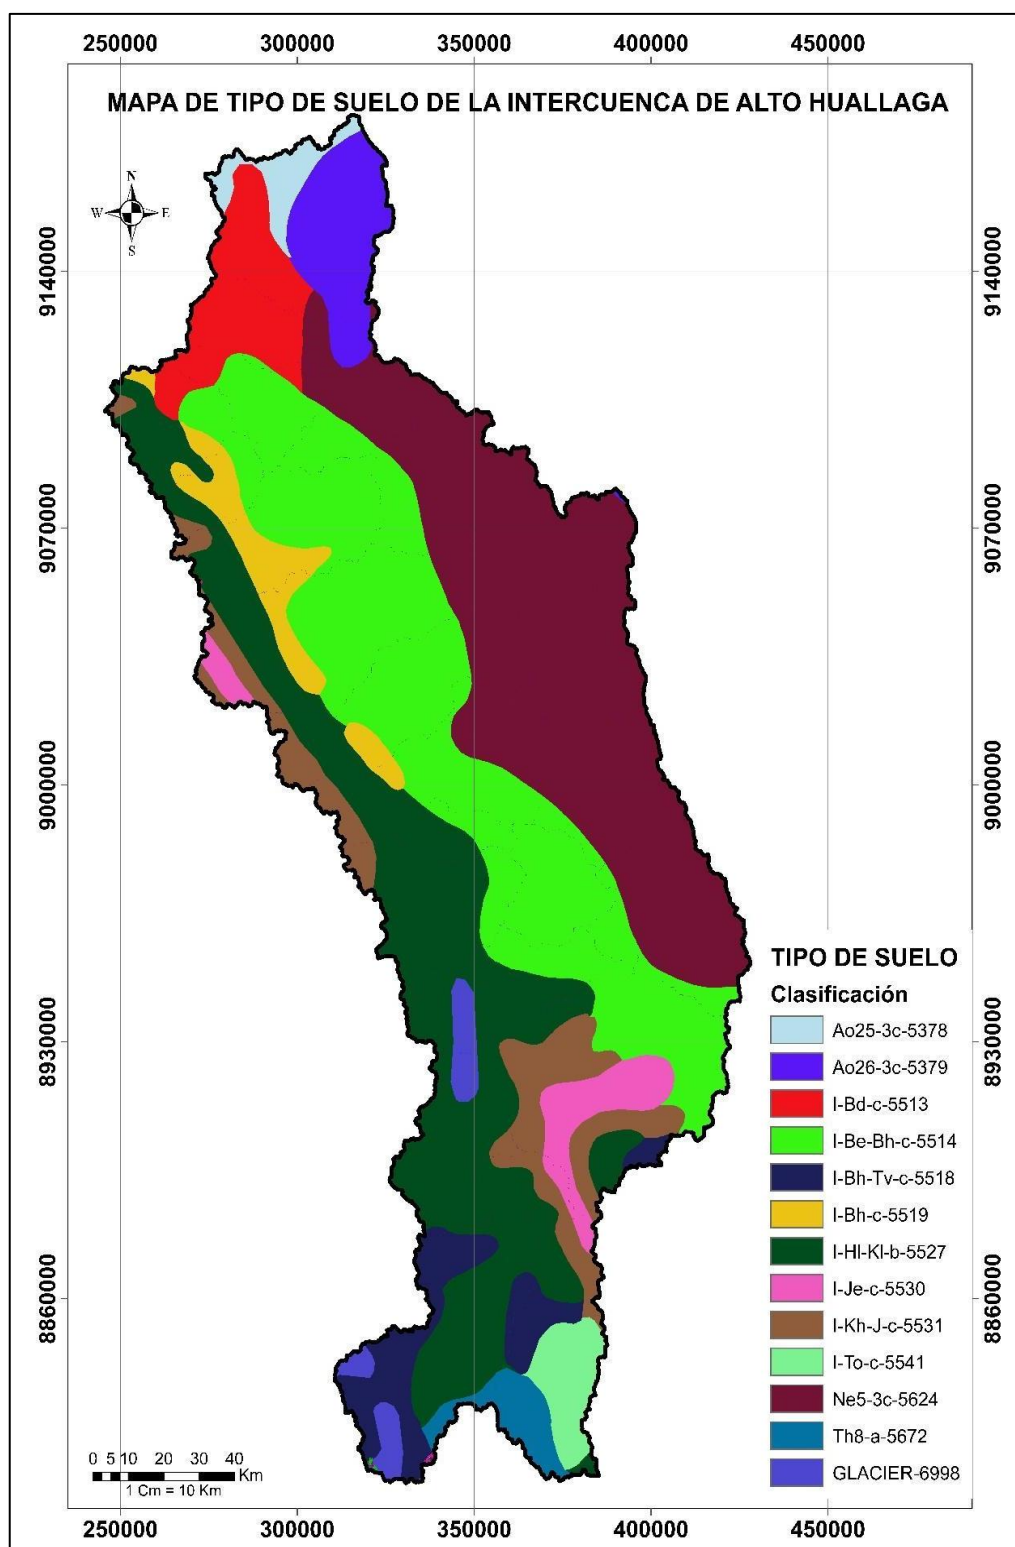 250000 300000 350000 400000 450000
MAPA DE TIPO DE SUELO DE LA INTERCUENCA DE ALTO HUALLAGA
N
W E
S
9140000 9140000
9070000 9070000
9000000 9000000
TIPO DE SUELO
Clasificación
Ao25-3c-5378
8930000 8930000
Ao26-3c-5379
I-Bd-c-5513
I-Be-Bh-c-5514
I-Bh-Tv-c-5518
I-Bh-c-5519
I-Hl-Kl-b-5527
I-Je-c-5530
8860000 8860000
I-Kh-J-c-5531
I-To-c-5541
Ne5-3c-5624
Th8-a-5672
GLACIER-6998
0 5 10 20 30 40
Km
1 Cm = 10 Km
250000 300000 350000 400000 450000